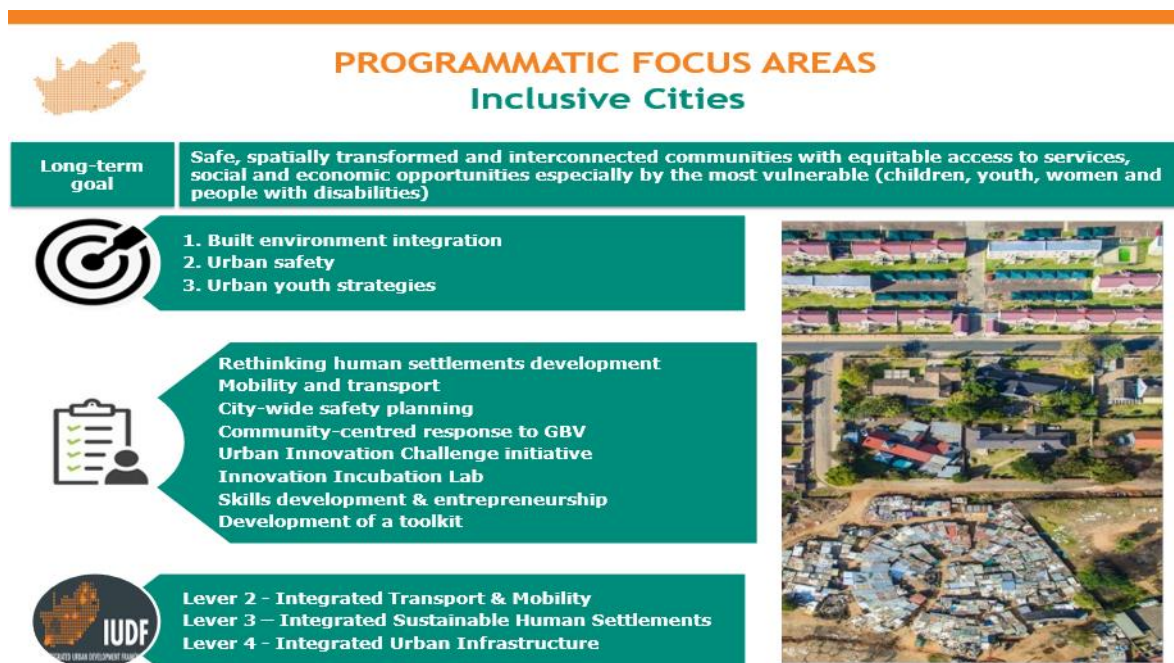 PROGRAMMATIC FOCUS AREAS
Inclusive Cities
Long-term
goal
Safe, spatially transformed and interconnected communities with equitable access to services,
social and economic opportunities especially by the most vulnerable (children, youth, women and
people with disabilities)
1. Built environment integration
2. Urban safety
3. Urban youth strategies
Rethinking human settlements development
Mobility and transport
City-wide safety planning
Community-centred response to GBV
Urban Innovation Challenge initiative
Innovation Incubation Lab
Skills development & entrepreneurship
Development of a toolkit
IUDF
URBAN DEVELOPMENT
Lever 2 - Integrated Transport & Mobility
Lever 3 – Integrated Sustainable Human Settlements
Lever 4 - Integrated Urban Infrastructure